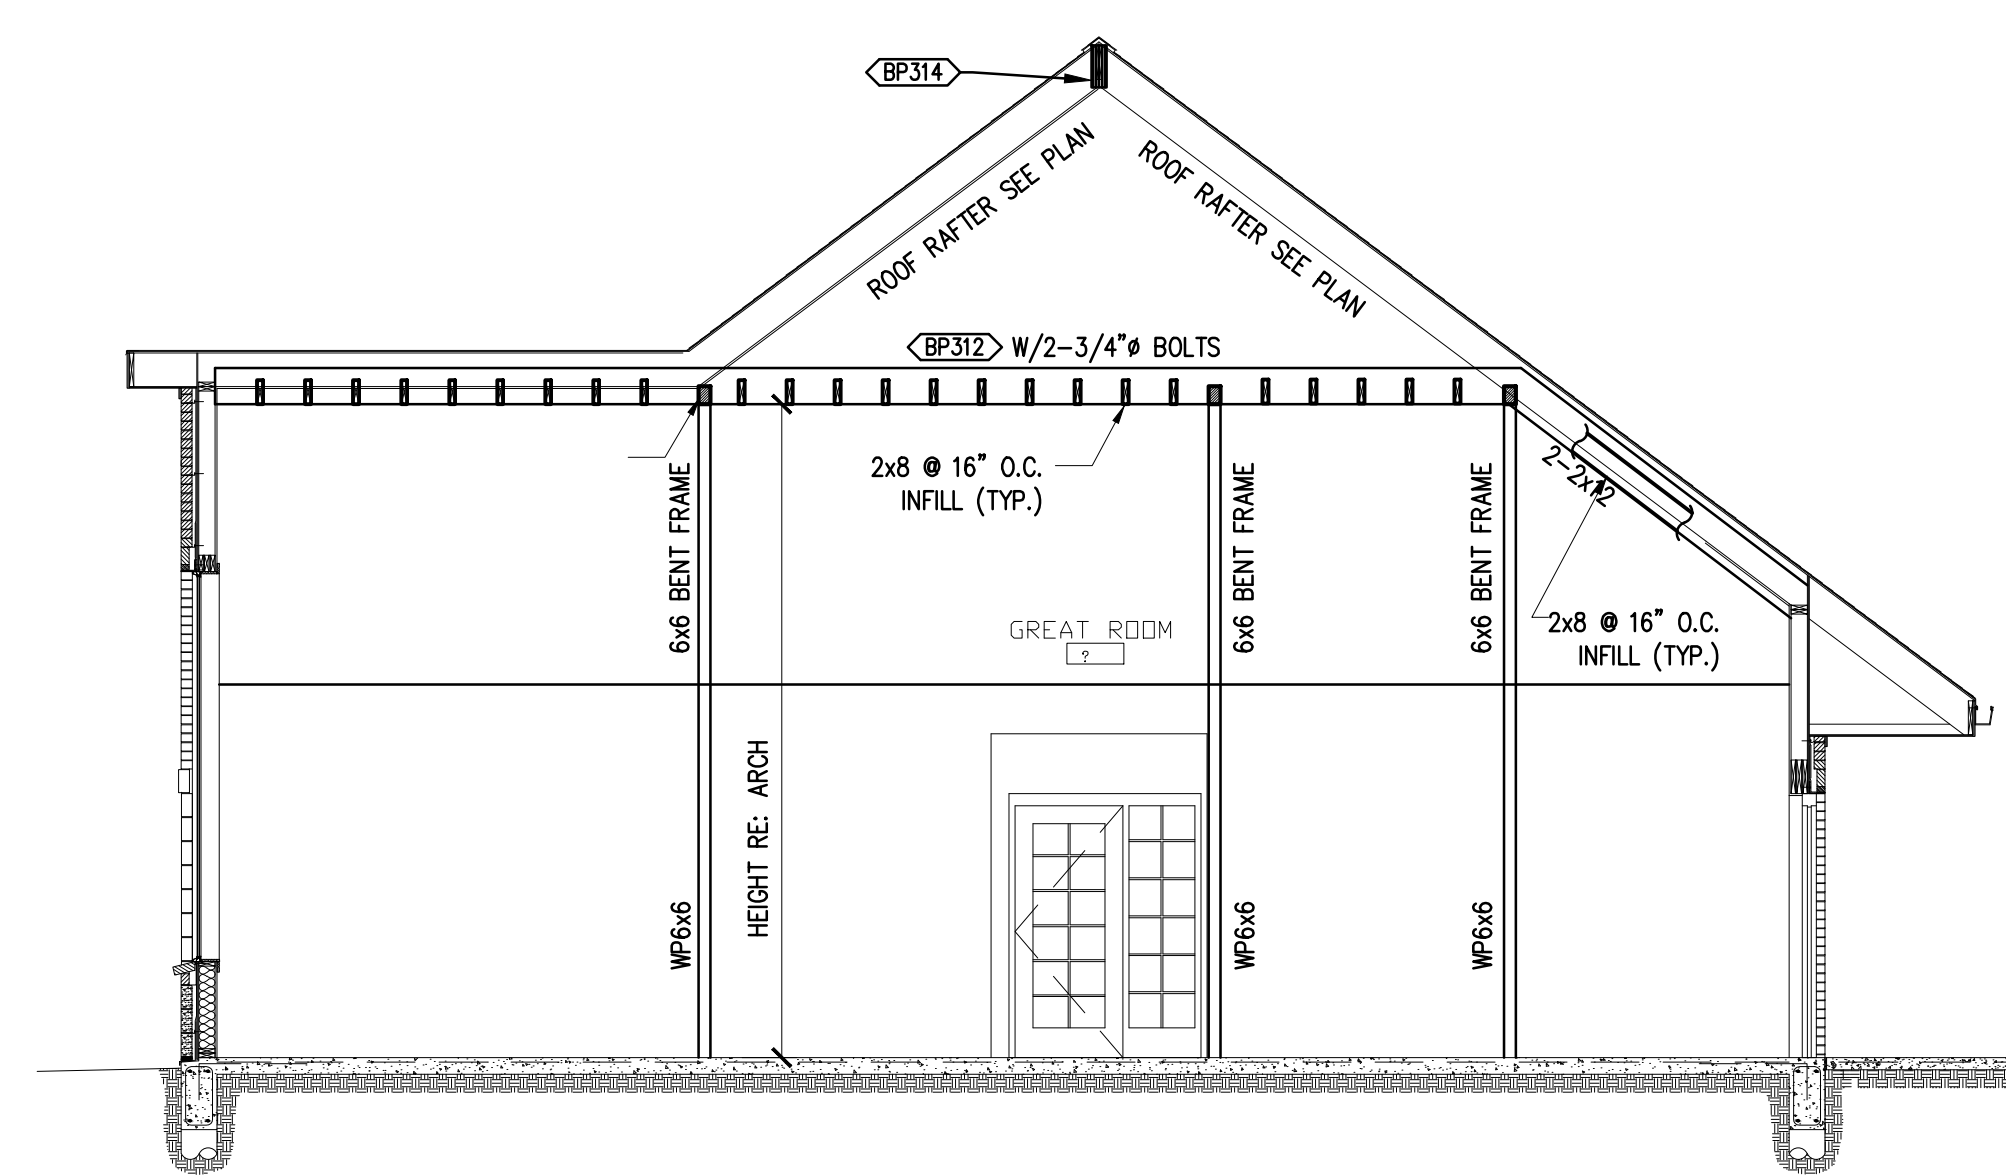 BP314
ROOF RAFTER SEE PLAN
ROOF RAFTER SEE PLAN
BP312 W/2-3/4"ø BOLTS
2x8 @ 16" O.C.
INFILL (TYP.)
2-2x12
6x6 BENT FRAME
6x6 BENT FRAME
6x6 BENT FRAME
GREAT ROOM
?
2x8 @ 16" O.C.
INFILL (TYP.)
HEIGHT RE: ARCH
WP6x6
WP6x6
WP6x6